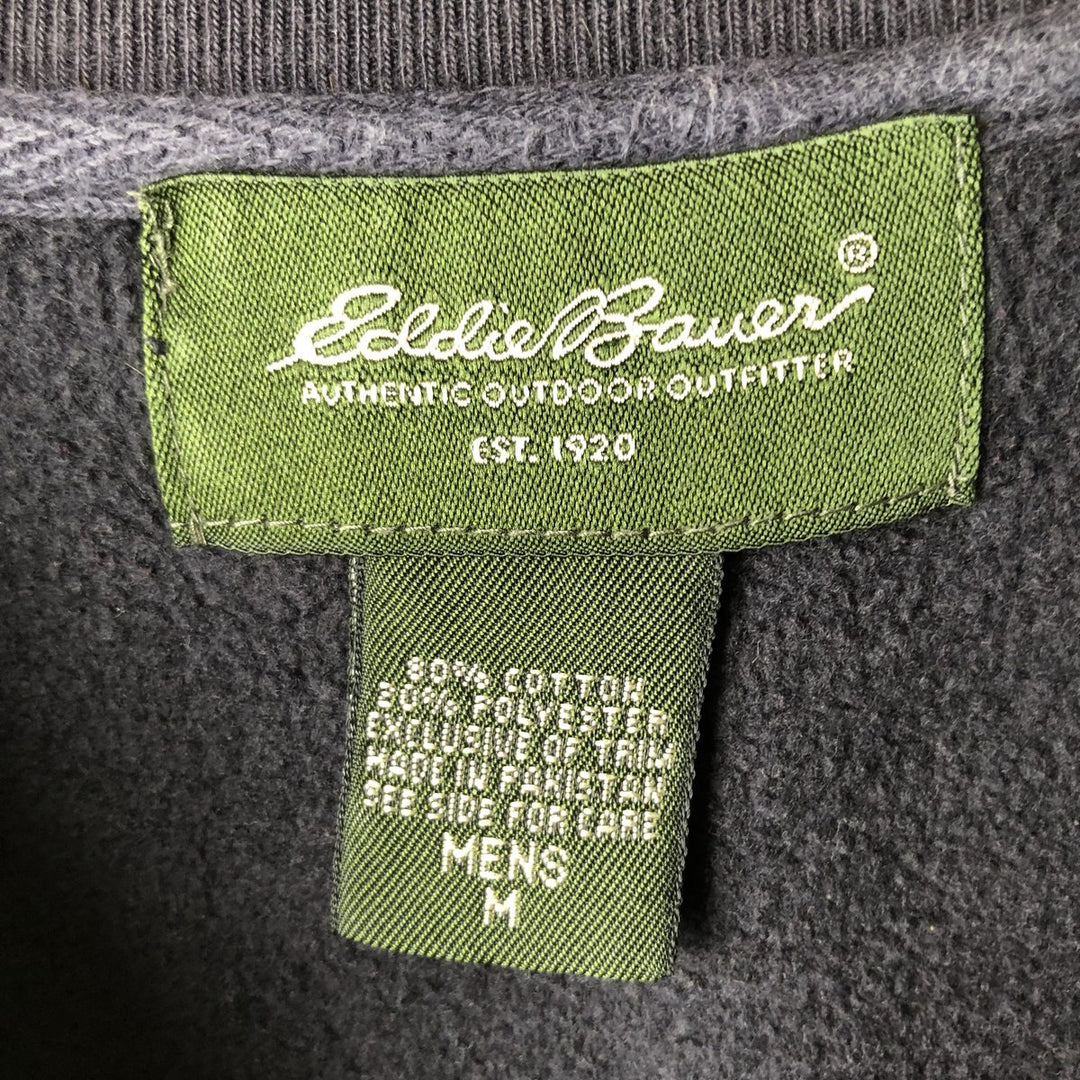 Eddie Bauer®
AUTHENTIC OUTDOOR OUTFITTER
EST. 1920
80% COTTON
20% POLYESTER
EXCLUSIVE OF TRIM
MADE IN PAKISTAN
SEE SIDE FOR CARE
MENS
M